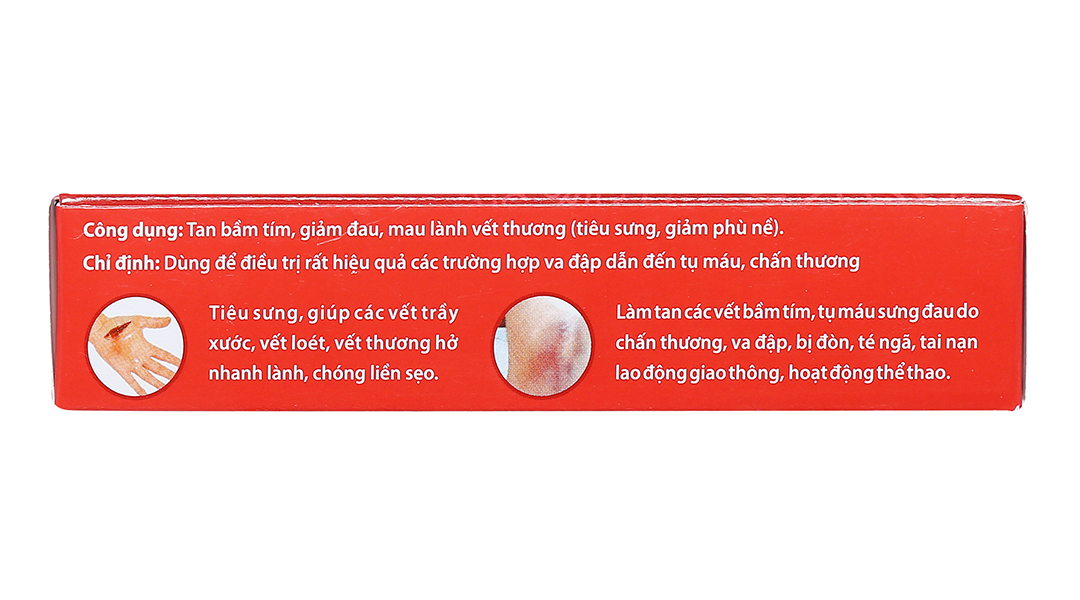 Công dụng: Tan bầm tím, giảm đau, mau lành vết thương (tiêu sưng, giảm phù nề).
Chỉ định: Dùng để điều trị rất hiệu quả các trường hợp va đập dẫn đến tụ máu, chấn thương
Tiêu sưng, giúp các vết trầy
xước, vết loét, vết thương hở
nhanh lành, chóng liền sẹo.
Làm tan các vết bầm tím, tụ máu sưng đau do
chấn thương, va đập, bị đòn, té ngã, tai nạn
lao động giao thông, hoạt động thể thao.